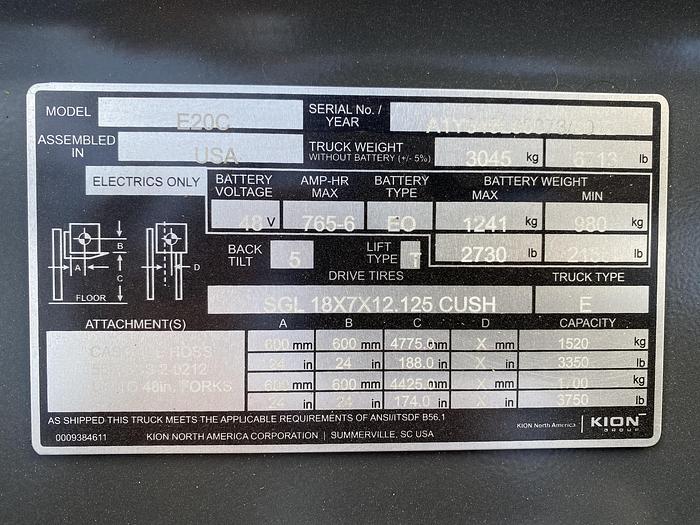 MODEL E20C SERIAL No. / YEAR
ASSEMBLED IN USA TRUCK WEIGHT WITHOUT BATTERY (+/- 5%) 3045 kg lb
ELECTRICS ONLY BATTERY VOLTAGE AMP-HR MAX BATTERY TYPE BATTERY WEIGHT
MAX MIN
48 V 765-6 EO 1241 kg 980 kg
BACK TILT 5 LIFT TYPE T 2730 lb lb
DRIVE TIRES TRUCK TYPE
SGL 18X7X12.125 CUSH E
A B C D
FLOOR
ATTACHMENT(S) A B C D CAPACITY
600 mm 600 mm 4775.0 mm X mm 1520 kg
24 in 24 in 188.0 in X in 3350 lb
600 mm 600 mm 4425.0 mm X mm 1700 kg
48in. FORKS 24 in 24 in 174.0 in X in 3750 lb
AS SHIPPED THIS TRUCK MEETS THE APPLICABLE REQUIREMENTS OF ANSI/ITSDF B56.1
0009384611 KION NORTH AMERICA CORPORATION | SUMMERVILLE, SC USA
KION North America | KION GROUP